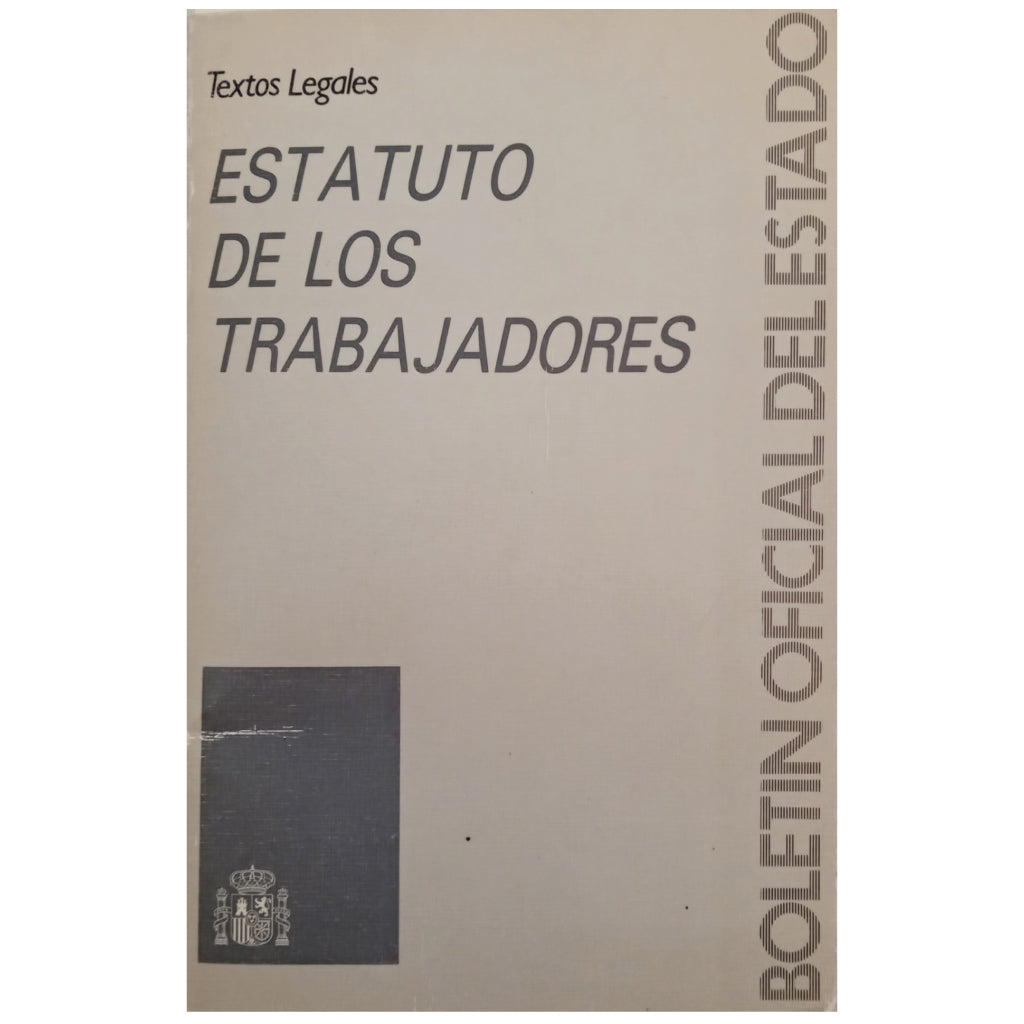 Textos Legales
ESTATUTO
DE LOS
TRABAJADORES
BOLETIN OFICIAL DEL ESTADO